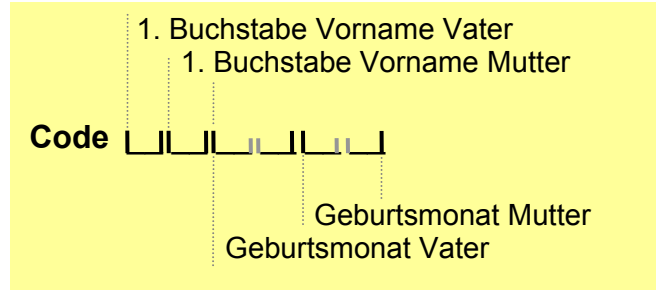 1. Buchstabe Vorname Vater
1. Buchstabe Vorname Mutter
Code
Geburtsmonat Mutter
Geburtsmonat Vater